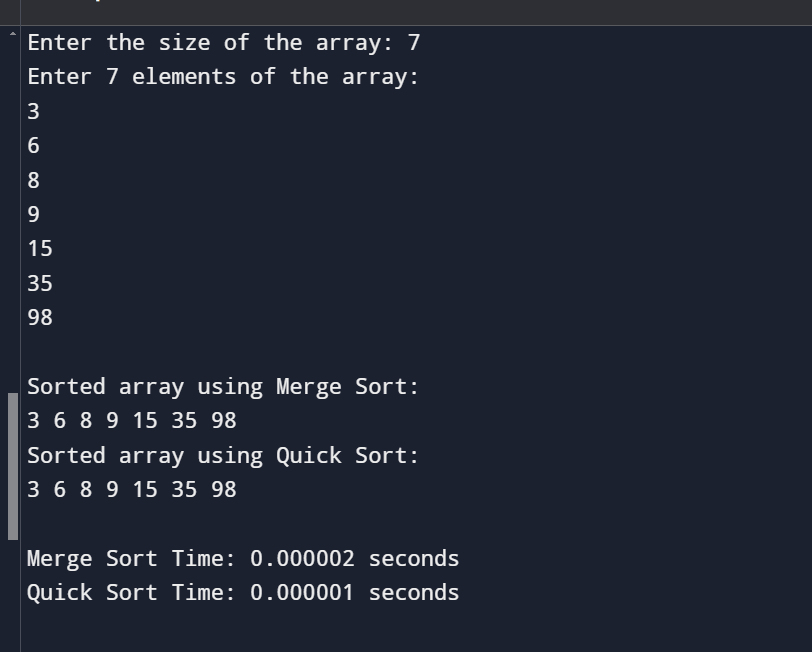 Enter the size of the array: 7
Enter 7 elements of the array:
3
6
8
9
15
35
98
Sorted array using Merge Sort:
3 6 8 9 15 35 98
Sorted array using Quick Sort:
3 6 8 9 15 35 98
Merge Sort Time: 0.000002 seconds
Quick Sort Time: 0.000001 seconds